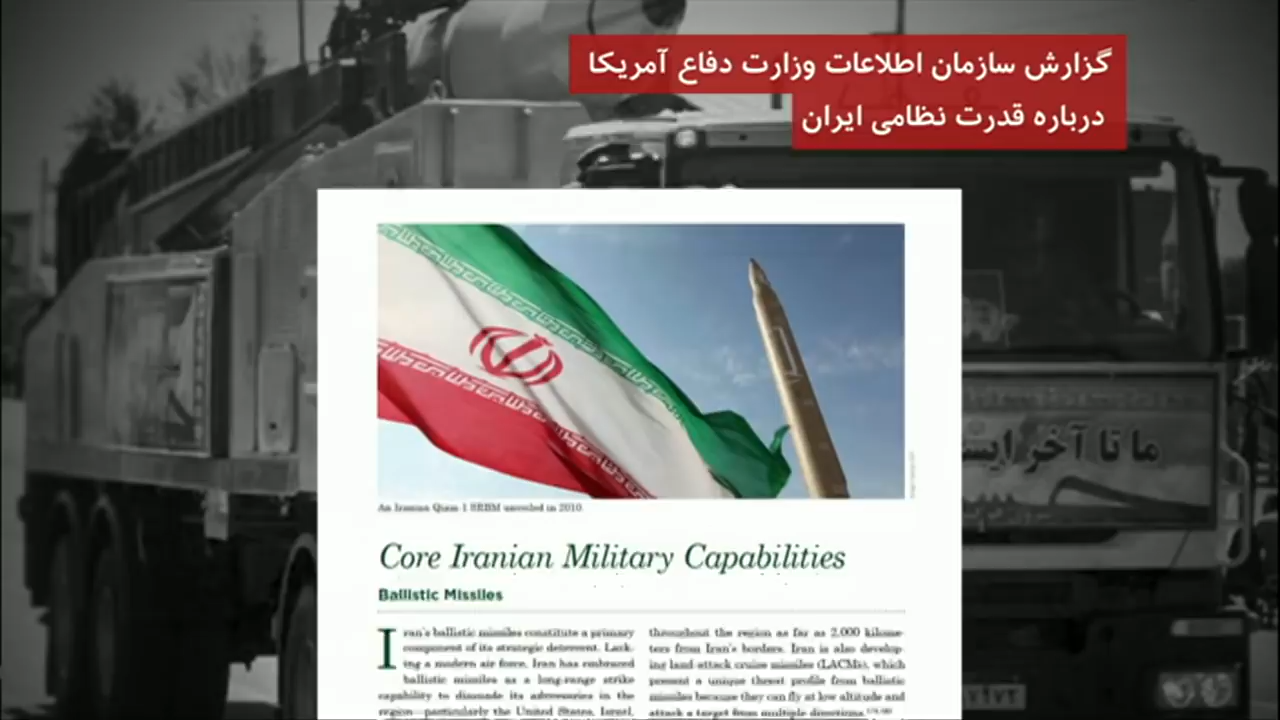 گزارش سازمان اطلاعات وزارت دفاع آمریکا
درباره قدرت نظامی ایران
An Iranian Qiam-1 SRBM unveiled in 2010.
Core Iranian Military Capabilities
Ballistic Missiles
Iran's ballistic missiles constitute a primary
component of its strategic deterrent. Lack-
ing a modern air force, Iran has embraced
ballistic missiles as a long-range strike
capability to dissuade its adversaries in the
region—particularly the United States, Israel,
throughout the region as far as 2,000 kilome-
ters from Iran's borders. Iran is also develop-
ing land-attack cruise missiles (LACMs), which
present a unique threat profile from ballistic
missiles because they can fly at low altitude and
attack a target from multiple directions.
ما تا آخر